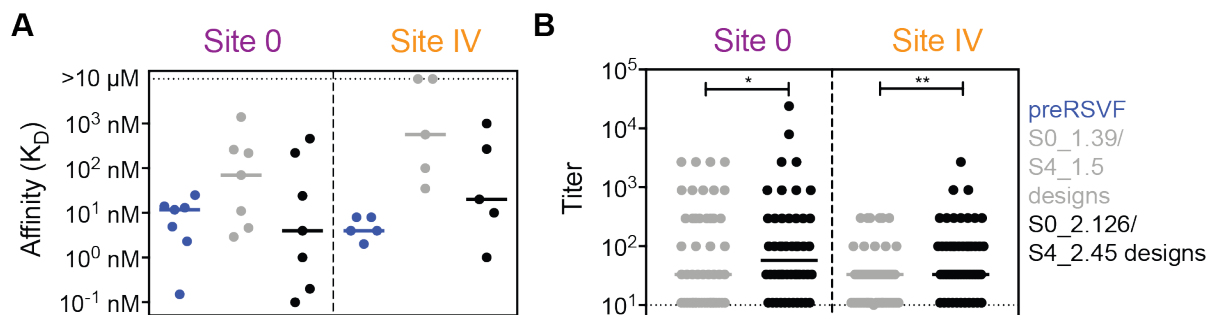 A
Site 0
Site IV
Affinity (K_D)
>10 µM
10³ nM
10² nM
10¹ nM
10⁰ nM
10⁻¹ nM
B
Site 0
Site IV
Titer
10⁵
10⁴
10³
10²
10¹
*
**
preRSVF
S0_1.39/
S4_1.5
designs
S0_2.126/
S4_2.45 designs